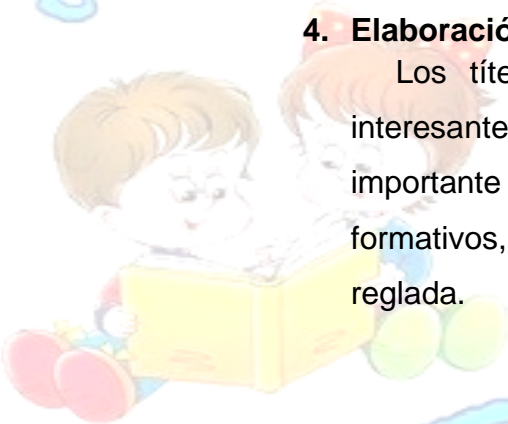 4. Elaboració
Los títe
interesante
importante
formativos,
reglada.